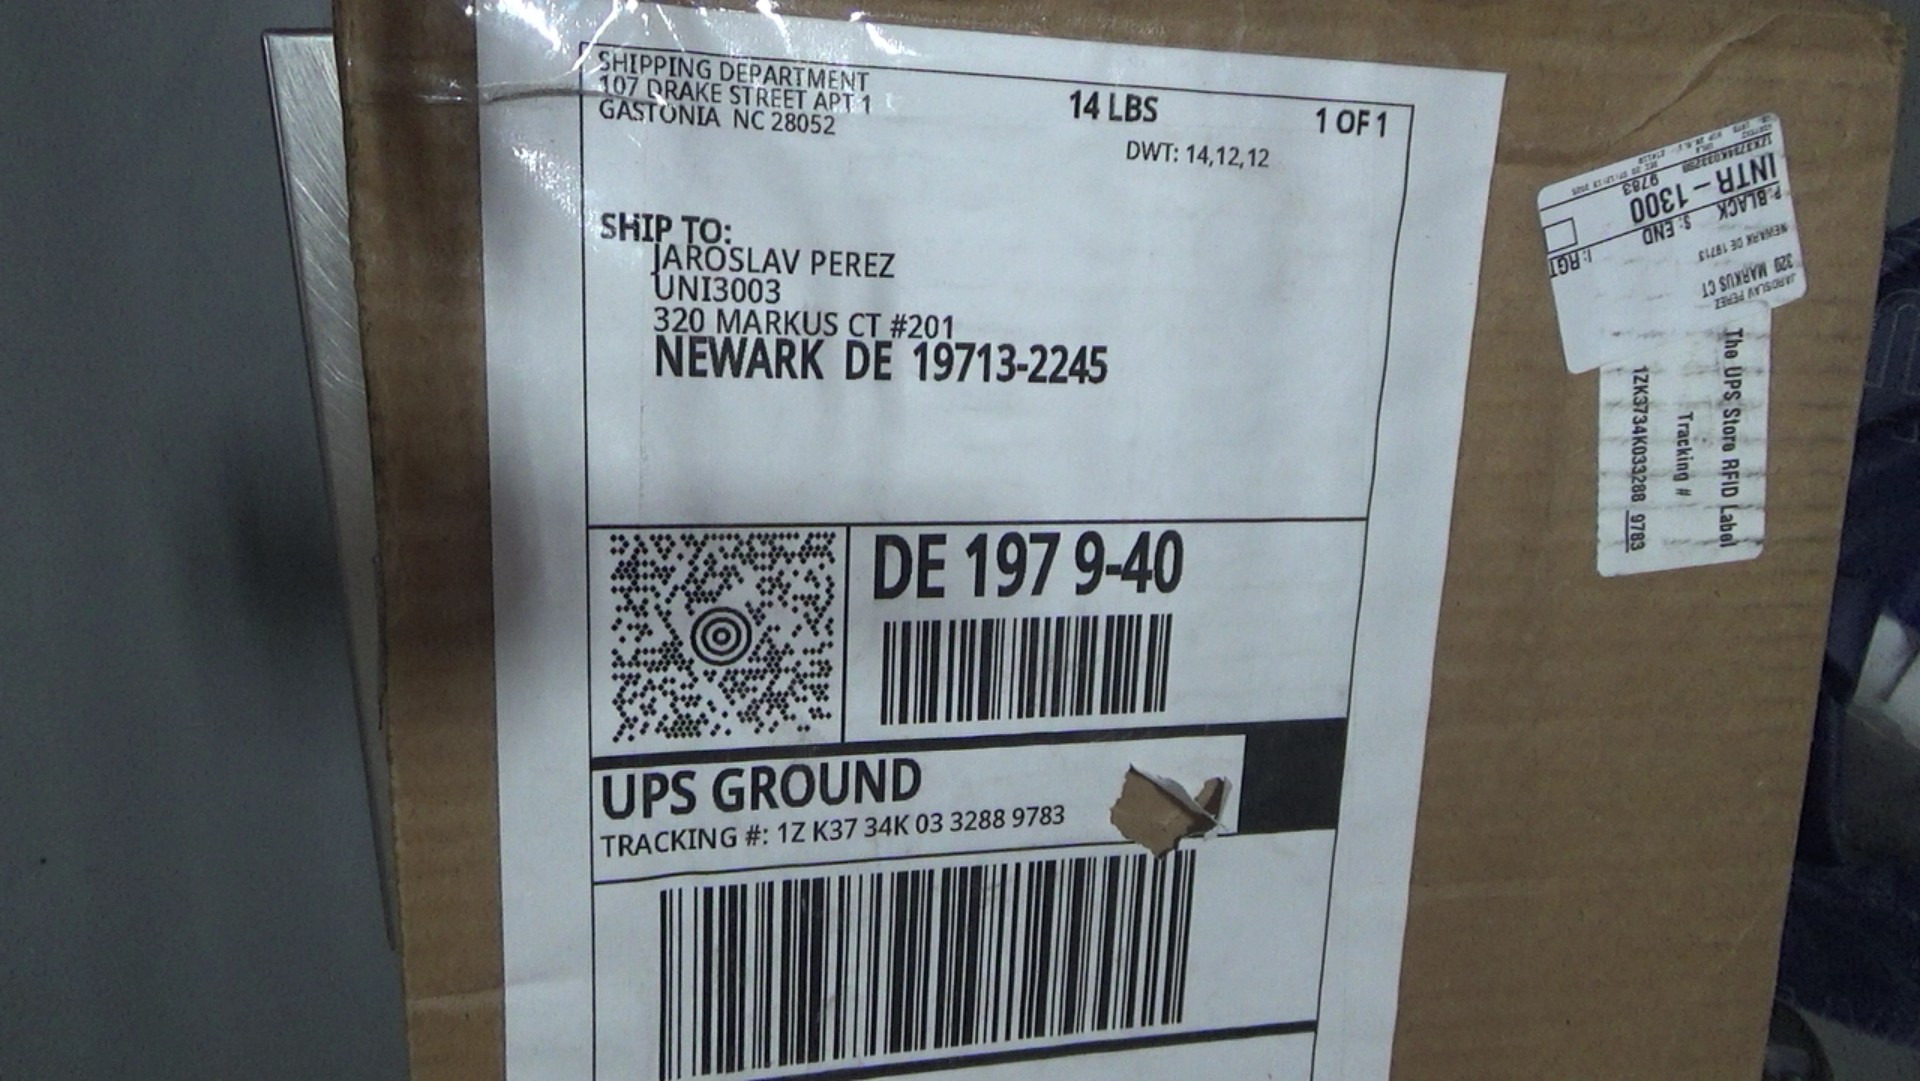 SHIPPING DEPARTMENT
107 DRAKE STREET APT 1
GASTONIA NC 28052
14 LBS
1 OF 1
DWT: 14,12,12
SHIP TO:
JAROSLAV PEREZ
UNI3003
320 MARKUS CT #201
NEWARK DE 19713-2245
DE 197 9-40
UPS GROUND
TRACKING #: 1Z K37 34K 03 3288 9783
JAROSLAV PEREZ
320 MARKUS CT
NEWARK DE 19713
I: RGT
S: END
P: BLACK
INTR - 1300
9783
1ZK3734K033288
The UPS Store RFID Label
Tracking #
1ZK3734K033288 9783